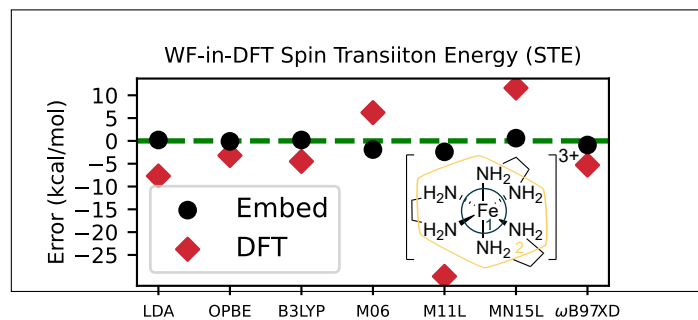 WF-in-DFT Spin Transiiton Energy (STE)
Error (kcal/mol)
10
5
0
−5
−10
−15
−20
−25
Embed
DFT
3+
NH2
H2N
NH2
Fe
1
H2N
NH2
NH2
2
LDA OPBE B3LYP M06 M11L MN15L ωB97XD